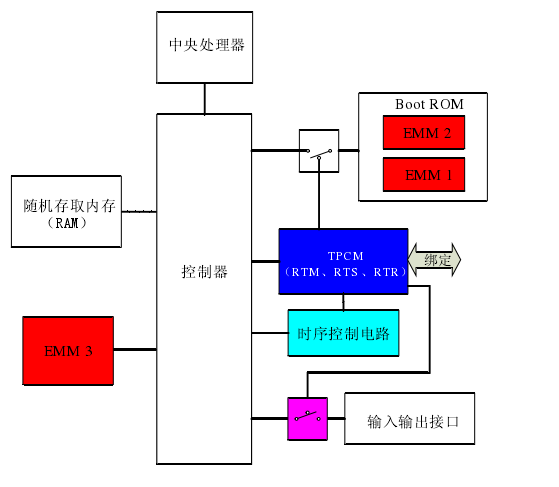 中央处理器
Boot ROM
EMM 2
EMM 1
随机存取内存
（RAM）
控制器
TPCM
（RTM、RTS、RTR）
绑定
时序控制电路
EMM 3
输入输出接口